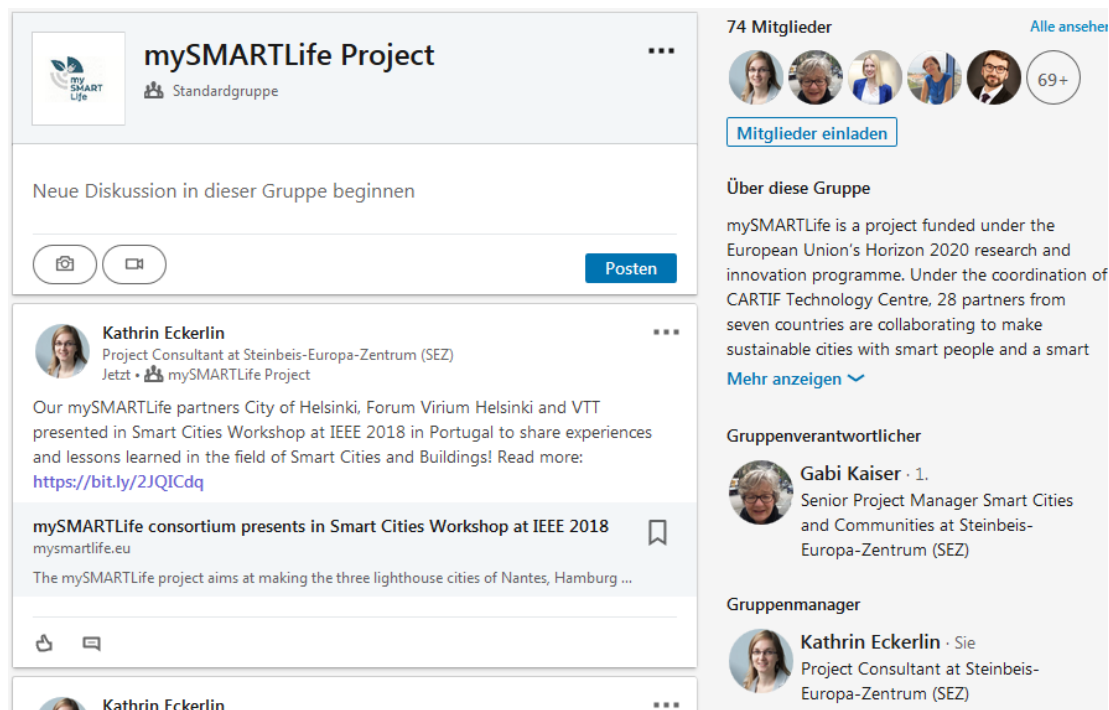 my
SMART
Life
mySMARTLife Project
Standardgruppe
Neue Diskussion in dieser Gruppe beginnen
Posten
Kathrin Eckerlin
Project Consultant at Steinbeis-Europa-Zentrum (SEZ)
Jetzt • mySMARTLife Project
Our mySMARTLife partners City of Helsinki, Forum Virium Helsinki and VTT
presented in Smart Cities Workshop at IEEE 2018 in Portugal to share experiences
and lessons learned in the field of Smart Cities and Buildings! Read more:
https://bit.ly/2JQICdq
mySMARTLife consortium presents in Smart Cities Workshop at IEEE 2018
mysmartlife.eu
The mySMARTLife project aims at making the three lighthouse cities of Nantes, Hamburg ...
Kathrin Eckerlin
74 Mitglieder
Alle ansehen
69+
Mitglieder einladen
Über diese Gruppe
mySMARTLife is a project funded under the
European Union's Horizon 2020 research and
innovation programme. Under the coordination of
CARTIF Technology Centre, 28 partners from
seven countries are collaborating to make
sustainable cities with smart people and a smart
Mehr anzeigen
Gruppenverantwortlicher
Gabi Kaiser · 1.
Senior Project Manager Smart Cities
and Communities at Steinbeis-
Europa-Zentrum (SEZ)
Gruppenmanager
Kathrin Eckerlin · Sie
Project Consultant at Steinbeis-
Europa-Zentrum (SEZ)